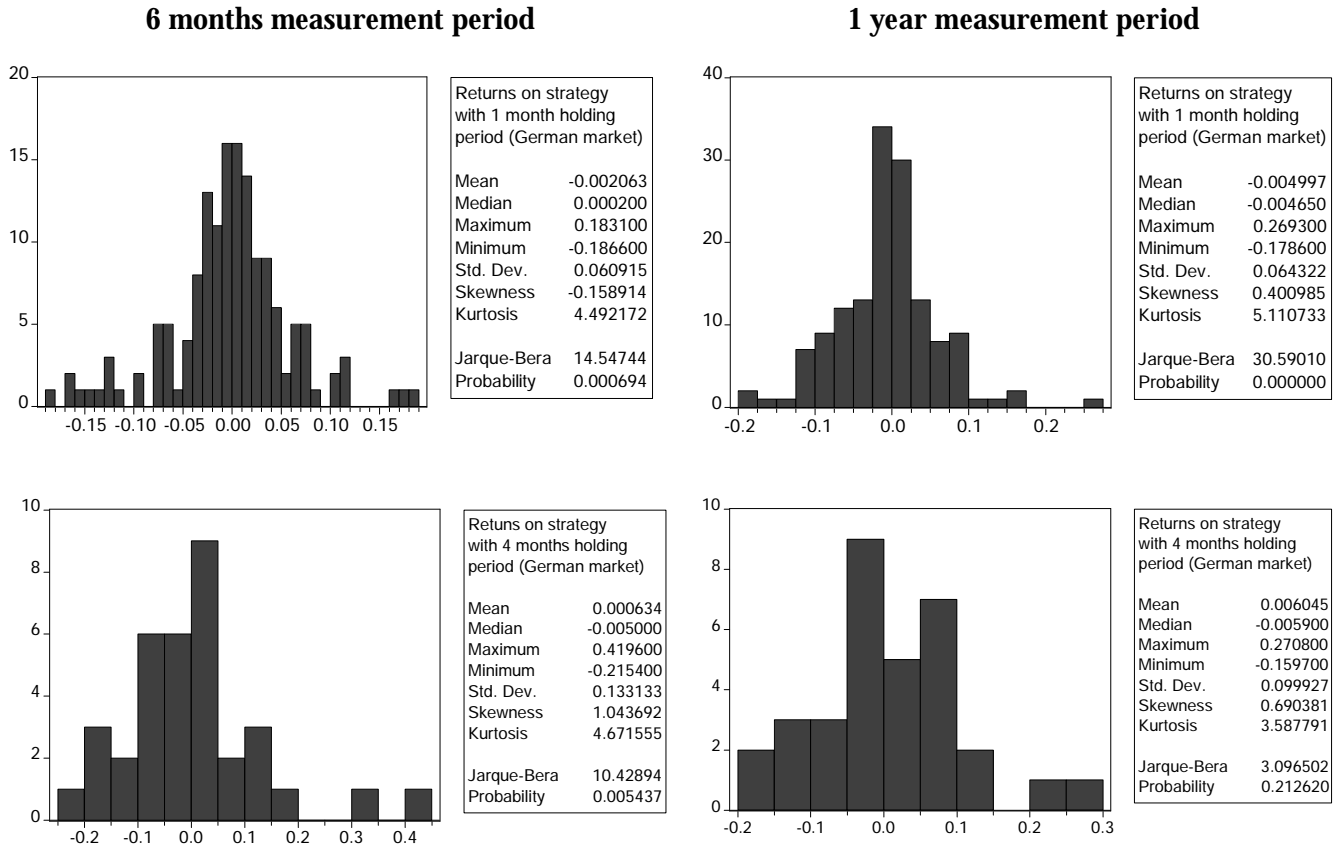 6 months measurement period
1 year measurement period
20
15
10
5
0
-0.15 -0.10 -0.05 0.00 0.05 0.10 0.15
Returns on strategy
with 1 month holding
period (German market)
Mean -0.002063
Median 0.000200
Maximum 0.183100
Minimum -0.186600
Std. Dev. 0.060915
Skewness -0.158914
Kurtosis 4.492172
Jarque-Bera 14.54744
Probability 0.000694
40
30
20
10
0
-0.2 -0.1 0.0 0.1 0.2
Returns on strategy
with 1 month holding
period (German market)
Mean -0.004997
Median -0.004650
Maximum 0.269300
Minimum -0.178600
Std. Dev. 0.064322
Skewness 0.400985
Kurtosis 5.110733
Jarque-Bera 30.59010
Probability 0.000000
10
8
6
4
2
0
-0.2 -0.1 0.0 0.1 0.2 0.3 0.4
Retuns on strategy
with 4 months holding
period (German market)
Mean 0.000634
Median -0.005000
Maximum 0.419600
Minimum -0.215400
Std. Dev. 0.133133
Skewness 1.043692
Kurtosis 4.671555
Jarque-Bera 10.42894
Probability 0.005437
10
8
6
4
2
0
-0.2 -0.1 0.0 0.1 0.2 0.3
Returns on strategy
with 4 months holding
period (German market)
Mean 0.006045
Median -0.005900
Maximum 0.270800
Minimum -0.159700
Std. Dev. 0.099927
Skewness 0.690381
Kurtosis 3.587791
Jarque-Bera 3.096502
Probability 0.212620